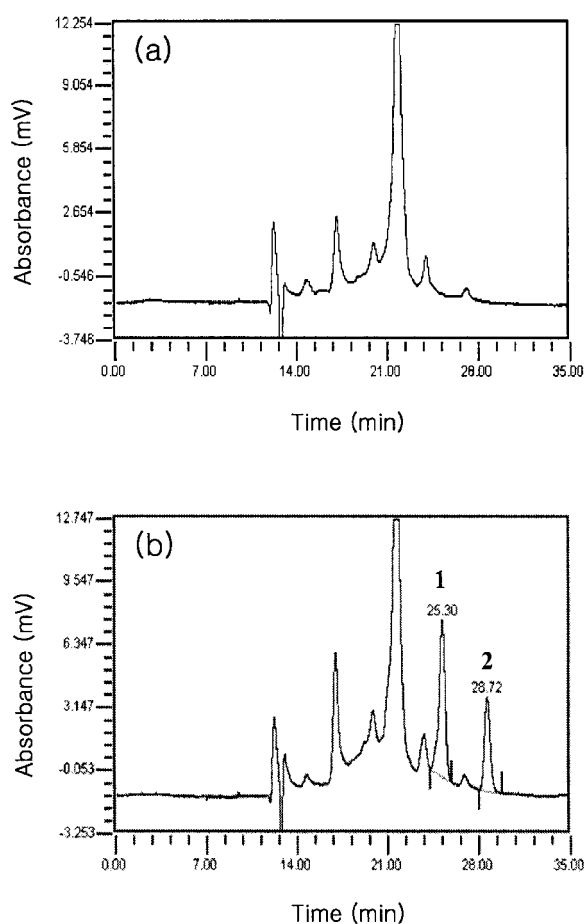 (a)
Absorbance (mV)
12.254
9.054
5.854
2.654
-0.546
-3.746
0.00 7.00 14.00 21.00 28.00 35.00
Time (min)
(b)
Absorbance (mV)
12.747
9.547
6.347
3.147
-0.053
-3.253
1
25.30
2
28.72
0.00 7.00 14.00 21.00 28.00 35.00
Time (min)